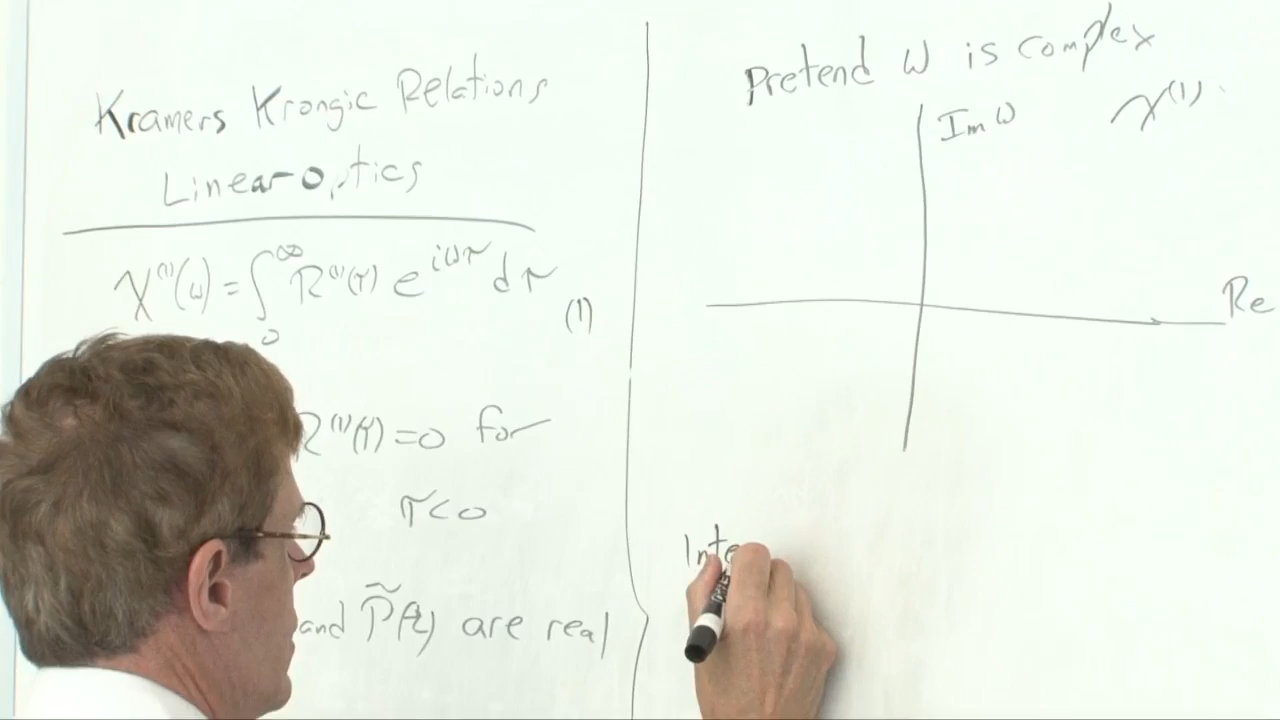 Kramers Krongic Relations
Linear optics
χ⁽¹⁾(ω) = ∫₀^∞ R⁽¹⁾(τ) e^{iωτ} dτ
(1)
R⁽¹⁾(τ) = 0 for
τ < 0
and P̃(t) are real
Pretend ω is complex
Im ω
χ⁽¹⁾
Re
Inte